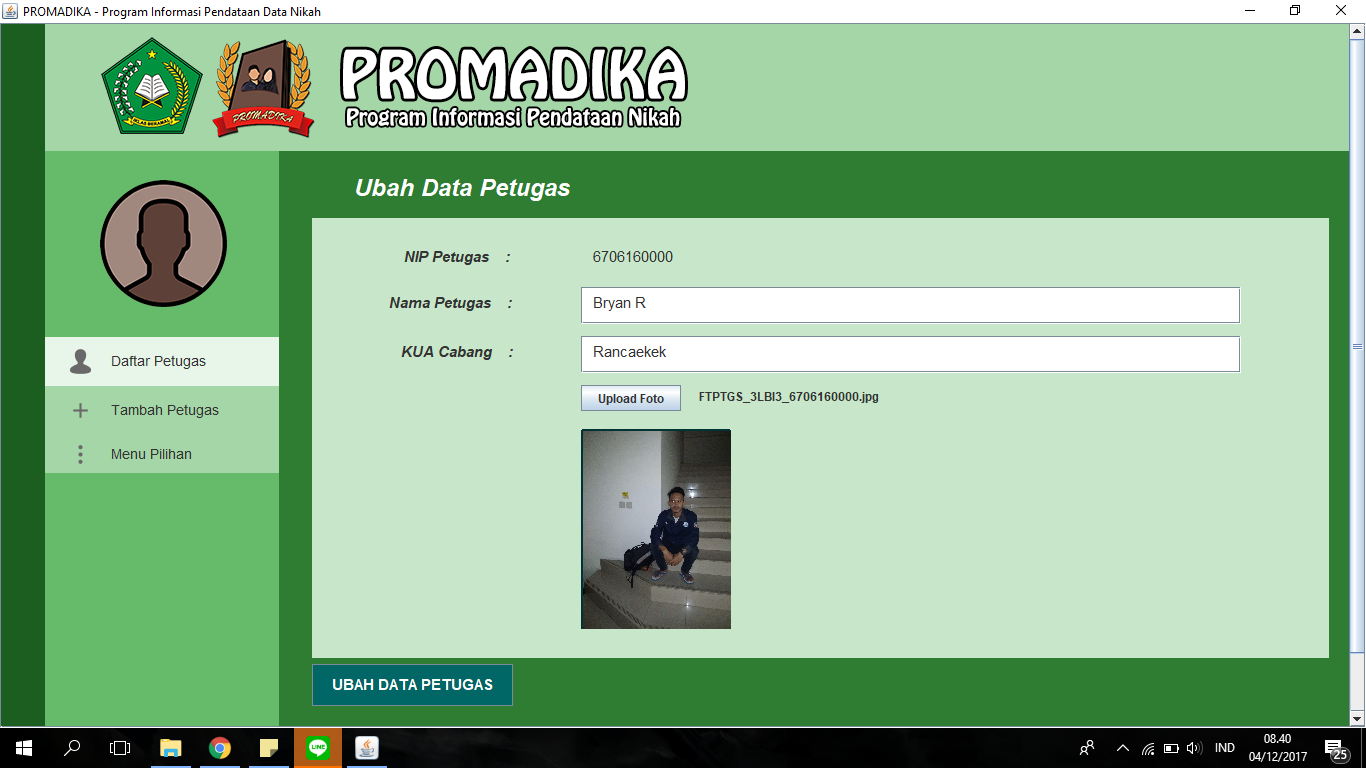 PROMADIKA - Program Informasi Pendataan Data Nikah
IKHLAS BERAMAL
PROMADIKA
PROMADIKA
Program Informasi Pendataan Nikah
Ubah Data Petugas
NIP Petugas : 6706160000
Nama Petugas : Bryan R
KUA Cabang : Rancaekek
Upload Foto FTPTGS_3LBI3_6706160000.jpg
Daftar Petugas
Tambah Petugas
Menu Pilihan
UBAH DATA PETUGAS
LINE
IND
08.40
04/12/2017
25